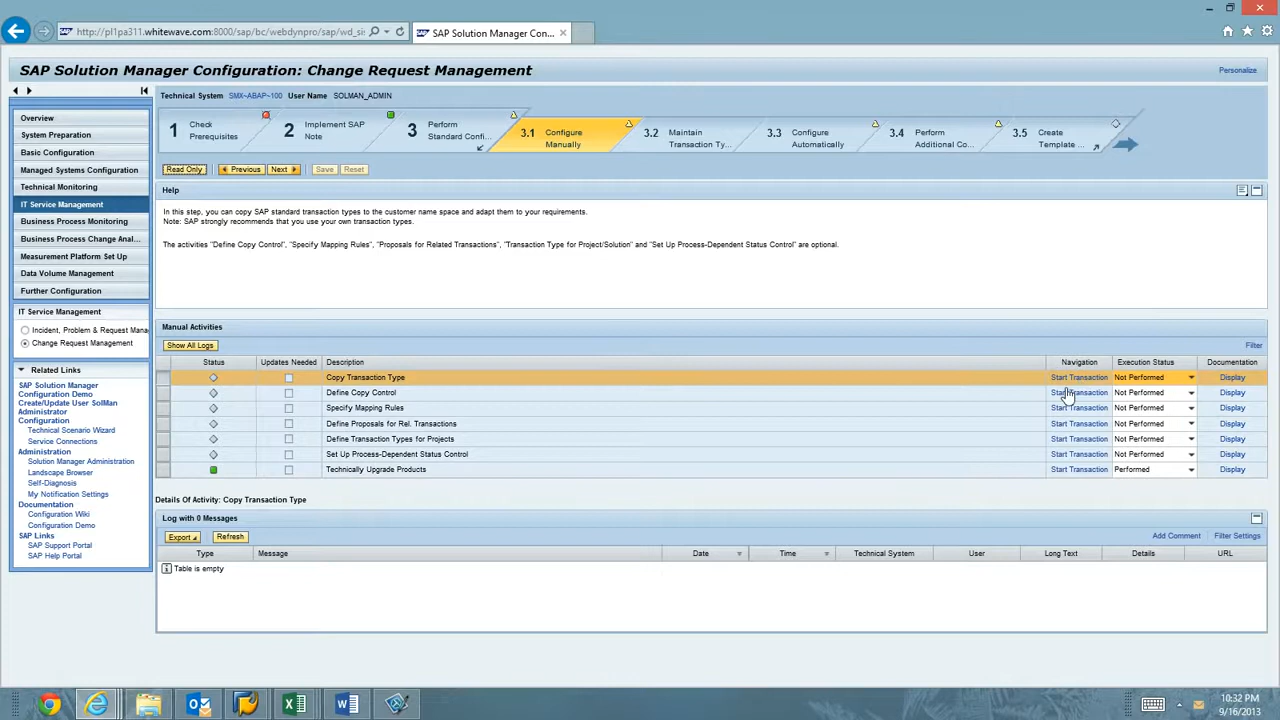 http://pl1pa311.whitewave.com:8000/sap/bc/webdynpro/sap/wd_si
SAP Solution Manager Con...
SAP Solution Manager Configuration: Change Request Management
Personalize
Technical System SMX~ABAP~100 User Name SOLMAN_ADMIN
1 Check Prerequisites
2 Implement SAP Note
3 Perform Standard Confi...
3.1 Configure Manually
3.2 Maintain Transaction Ty...
3.3 Configure Automatically
3.4 Perform Additional Co...
3.5 Create Template ...
Read Only Previous Next Save Reset
Overview
System Preparation
Basic Configuration
Managed Systems Configuration
Technical Monitoring
IT Service Management
Business Process Monitoring
Business Process Change Anal...
Measurement Platform Set Up
Data Volume Management
Further Configuration
IT Service Management
Incident, Problem & Request Mana
Change Request Management
Related Links
SAP Solution Manager
Configuration Demo
Create/Update User SolMan
Administrator
Configuration
Technical Scenario Wizard
Service Connections
Administration
Solution Manager Administration
Landscape Browser
Self-Diagnosis
My Notification Settings
Documentation
Configuration Wiki
Configuration Demo
SAP Links
SAP Support Portal
SAP Help Portal
Help
In this step, you can copy SAP standard transaction types to the customer name space and adapt them to your requirements.
Note: SAP strongly recommends that you use your own transaction types.
The activities "Define Copy Control", "Specify Mapping Rules", "Proposals for Related Transactions", "Transaction Type for Project/Solution" and "Set Up Process-Dependent Status Control" are optional.
Manual Activities
Show All Logs Filter
Status Updates Needed Description Navigation Execution Status Documentation
Copy Transaction Type Start Transaction Not Performed Display
Define Copy Control Start Transaction Not Performed Display
Specify Mapping Rules Start Transaction Not Performed Display
Define Proposals for Rel. Transactions Start Transaction Not Performed Display
Define Transaction Types for Projects Start Transaction Not Performed Display
Set Up Process-Dependent Status Control Start Transaction Not Performed Display
Technically Upgrade Products Start Transaction Performed Display
Details Of Activity: Copy Transaction Type
Log with 0 Messages
Export Refresh Add Comment Filter Settings
Type Message Date Time Technical System User Long Text Details URL
Table is empty
10:32 PM
9/16/2013